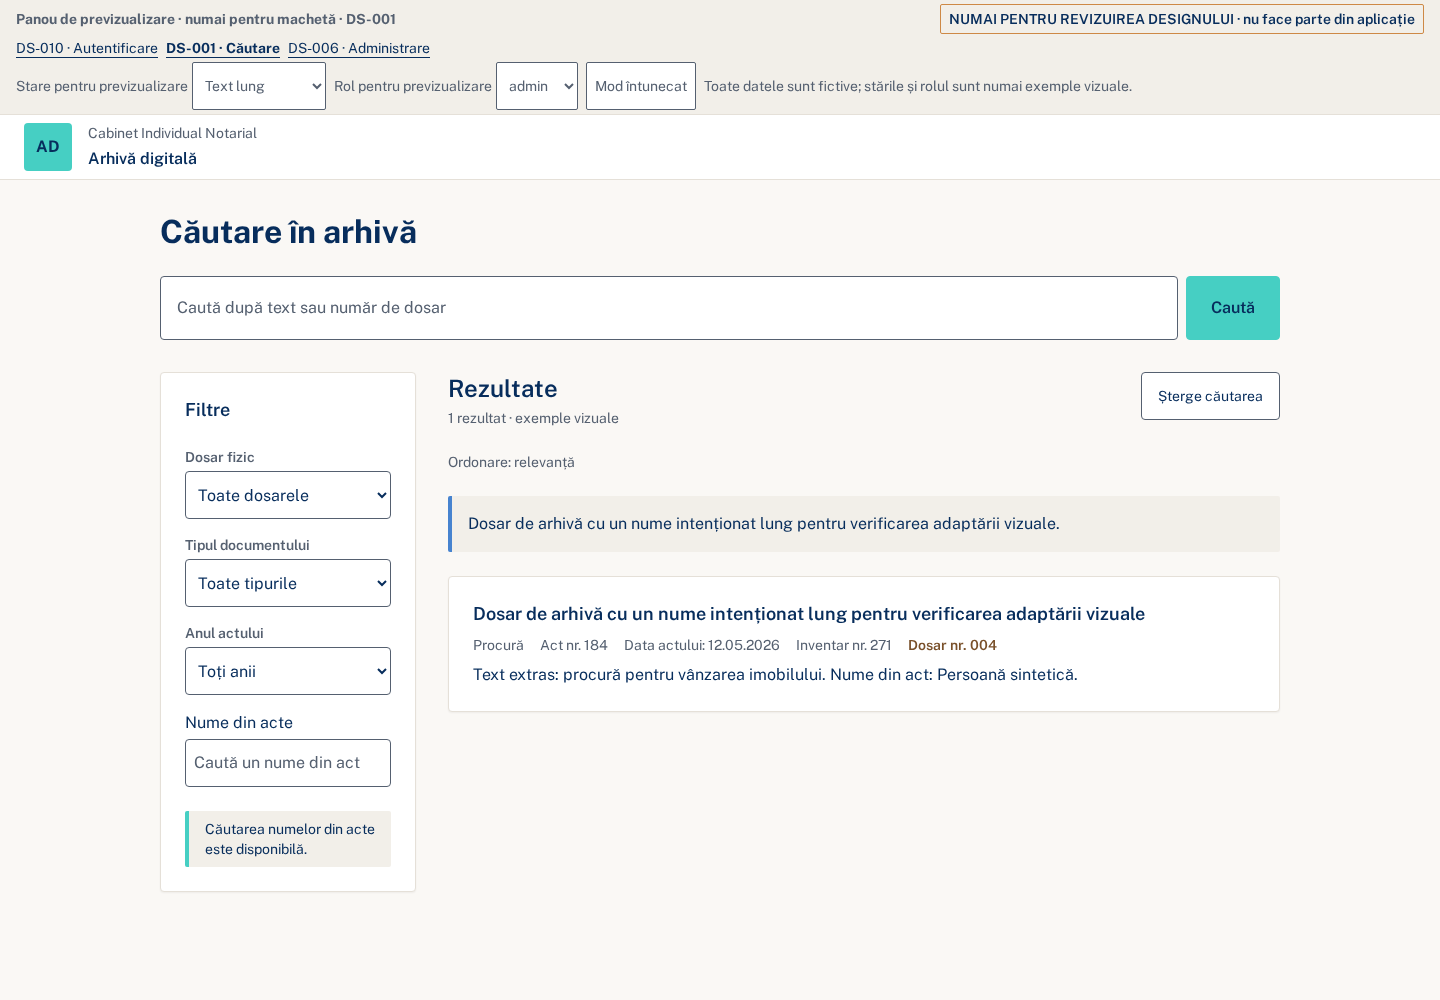 Panou de previzualizare · numai pentru machetă · DS-001
NUMAI PENTRU REVIZUIREA DESIGNULUI · nu face parte din aplicație
DS-010 · Autentificare DS-001 · Căutare DS-006 · Administrare
Stare pentru previzualizare Text lung Rol pentru previzualizare admin Mod întunecat Toate datele sunt fictive; stările și rolul sunt numai exemple vizuale.
AD
Cabinet Individual Notarial
Arhivă digitală
Căutare în arhivă
Caută după text sau număr de dosar
Caută
Filtre
Dosar fizic
Toate dosarele
Tipul documentului
Toate tipurile
Anul actului
Toți anii
Nume din acte
Caută un nume din act
Căutarea numelor din acte
este disponibilă.
Rezultate
1 rezultat · exemple vizuale
Șterge căutarea
Ordonare: relevanță
Dosar de arhivă cu un nume intenționat lung pentru verificarea adaptării vizuale.
Dosar de arhivă cu un nume intenționat lung pentru verificarea adaptării vizuale
Procură Act nr. 184 Data actului: 12.05.2026 Inventar nr. 271 Dosar nr. 004
Text extras: procură pentru vânzarea imobilului. Nume din act: Persoană sintetică.